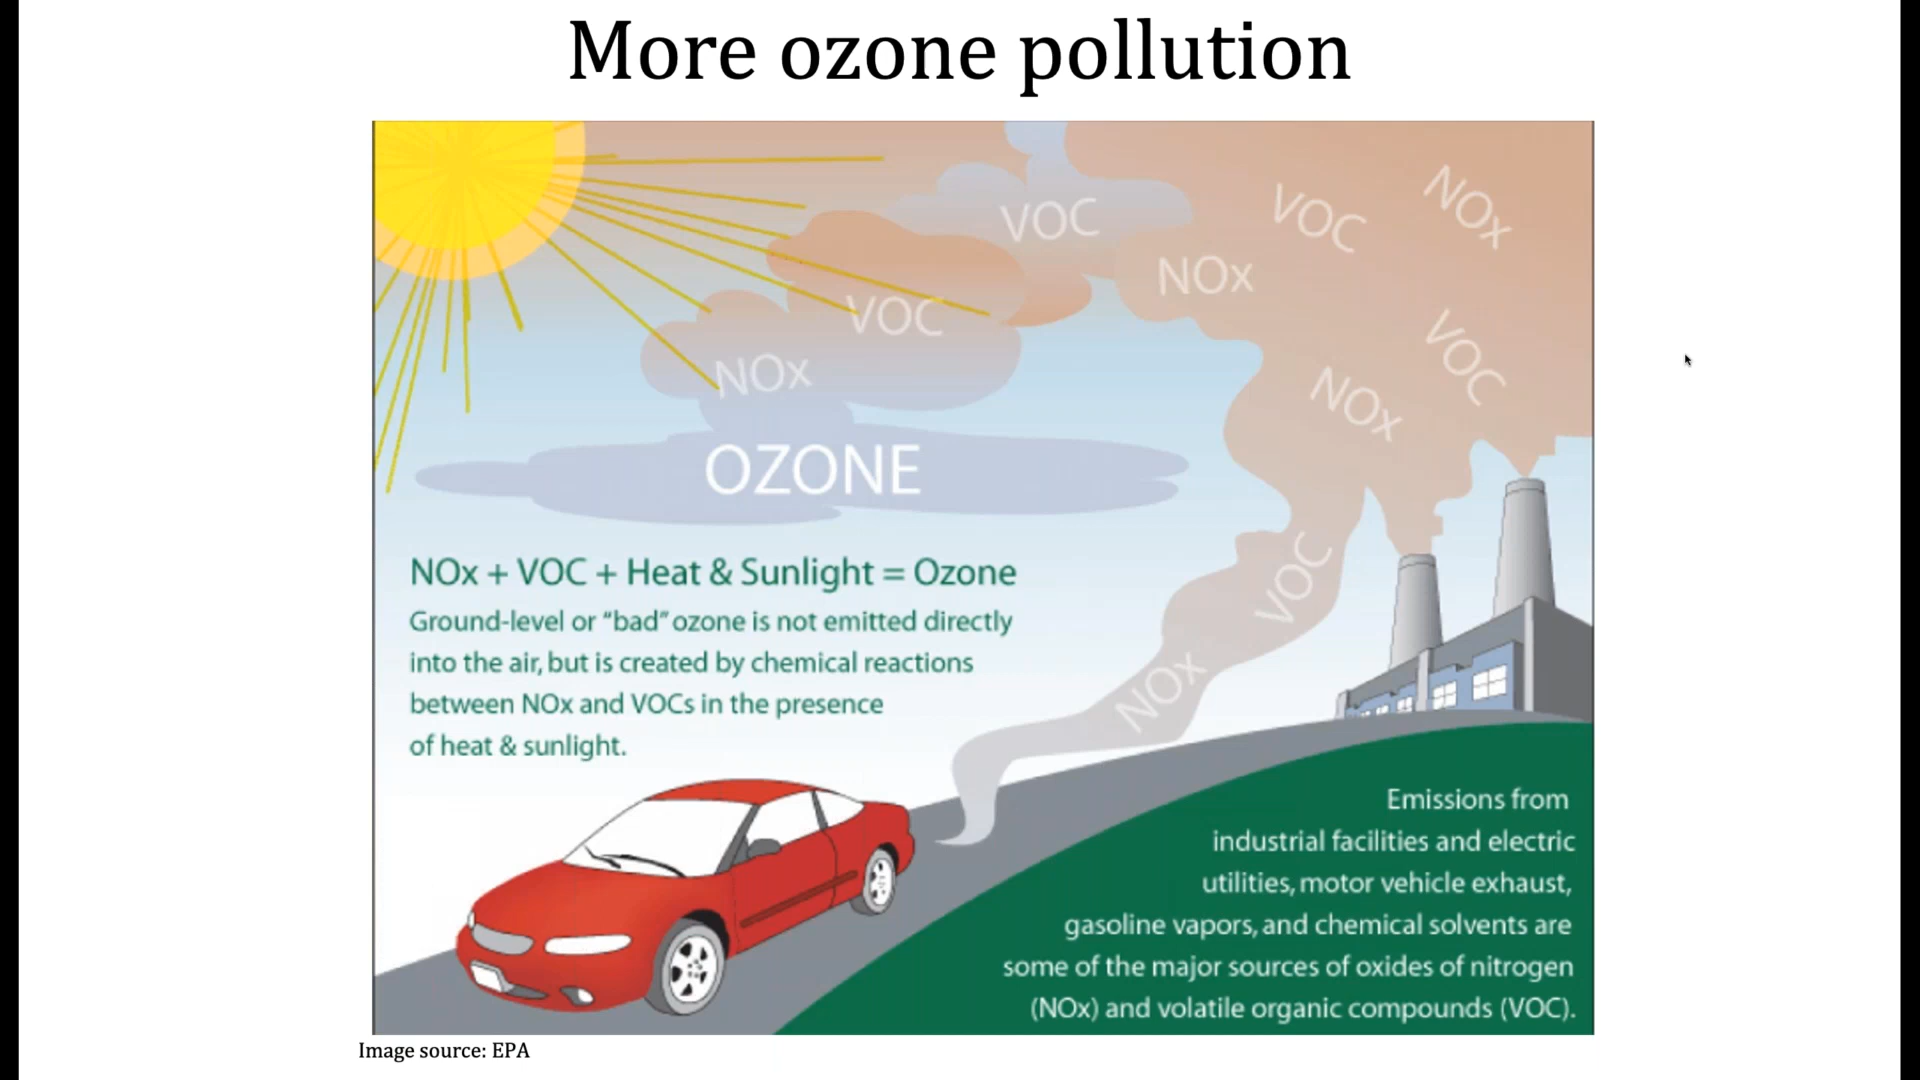 More ozone pollution
VOC
NOx
VOC
NOx
VOC
NOx
VOC
NOx
OZONE
VOC
NOx
NOx + VOC + Heat & Sunlight = Ozone
Ground-level or “bad” ozone is not emitted directly
into the air, but is created by chemical reactions
between NOx and VOCs in the presence
of heat & sunlight.
Emissions from
industrial facilities and electric
utilities, motor vehicle exhaust,
gasoline vapors, and chemical solvents are
some of the major sources of oxides of nitrogen
(NOx) and volatile organic compounds (VOC).
Image source: EPA